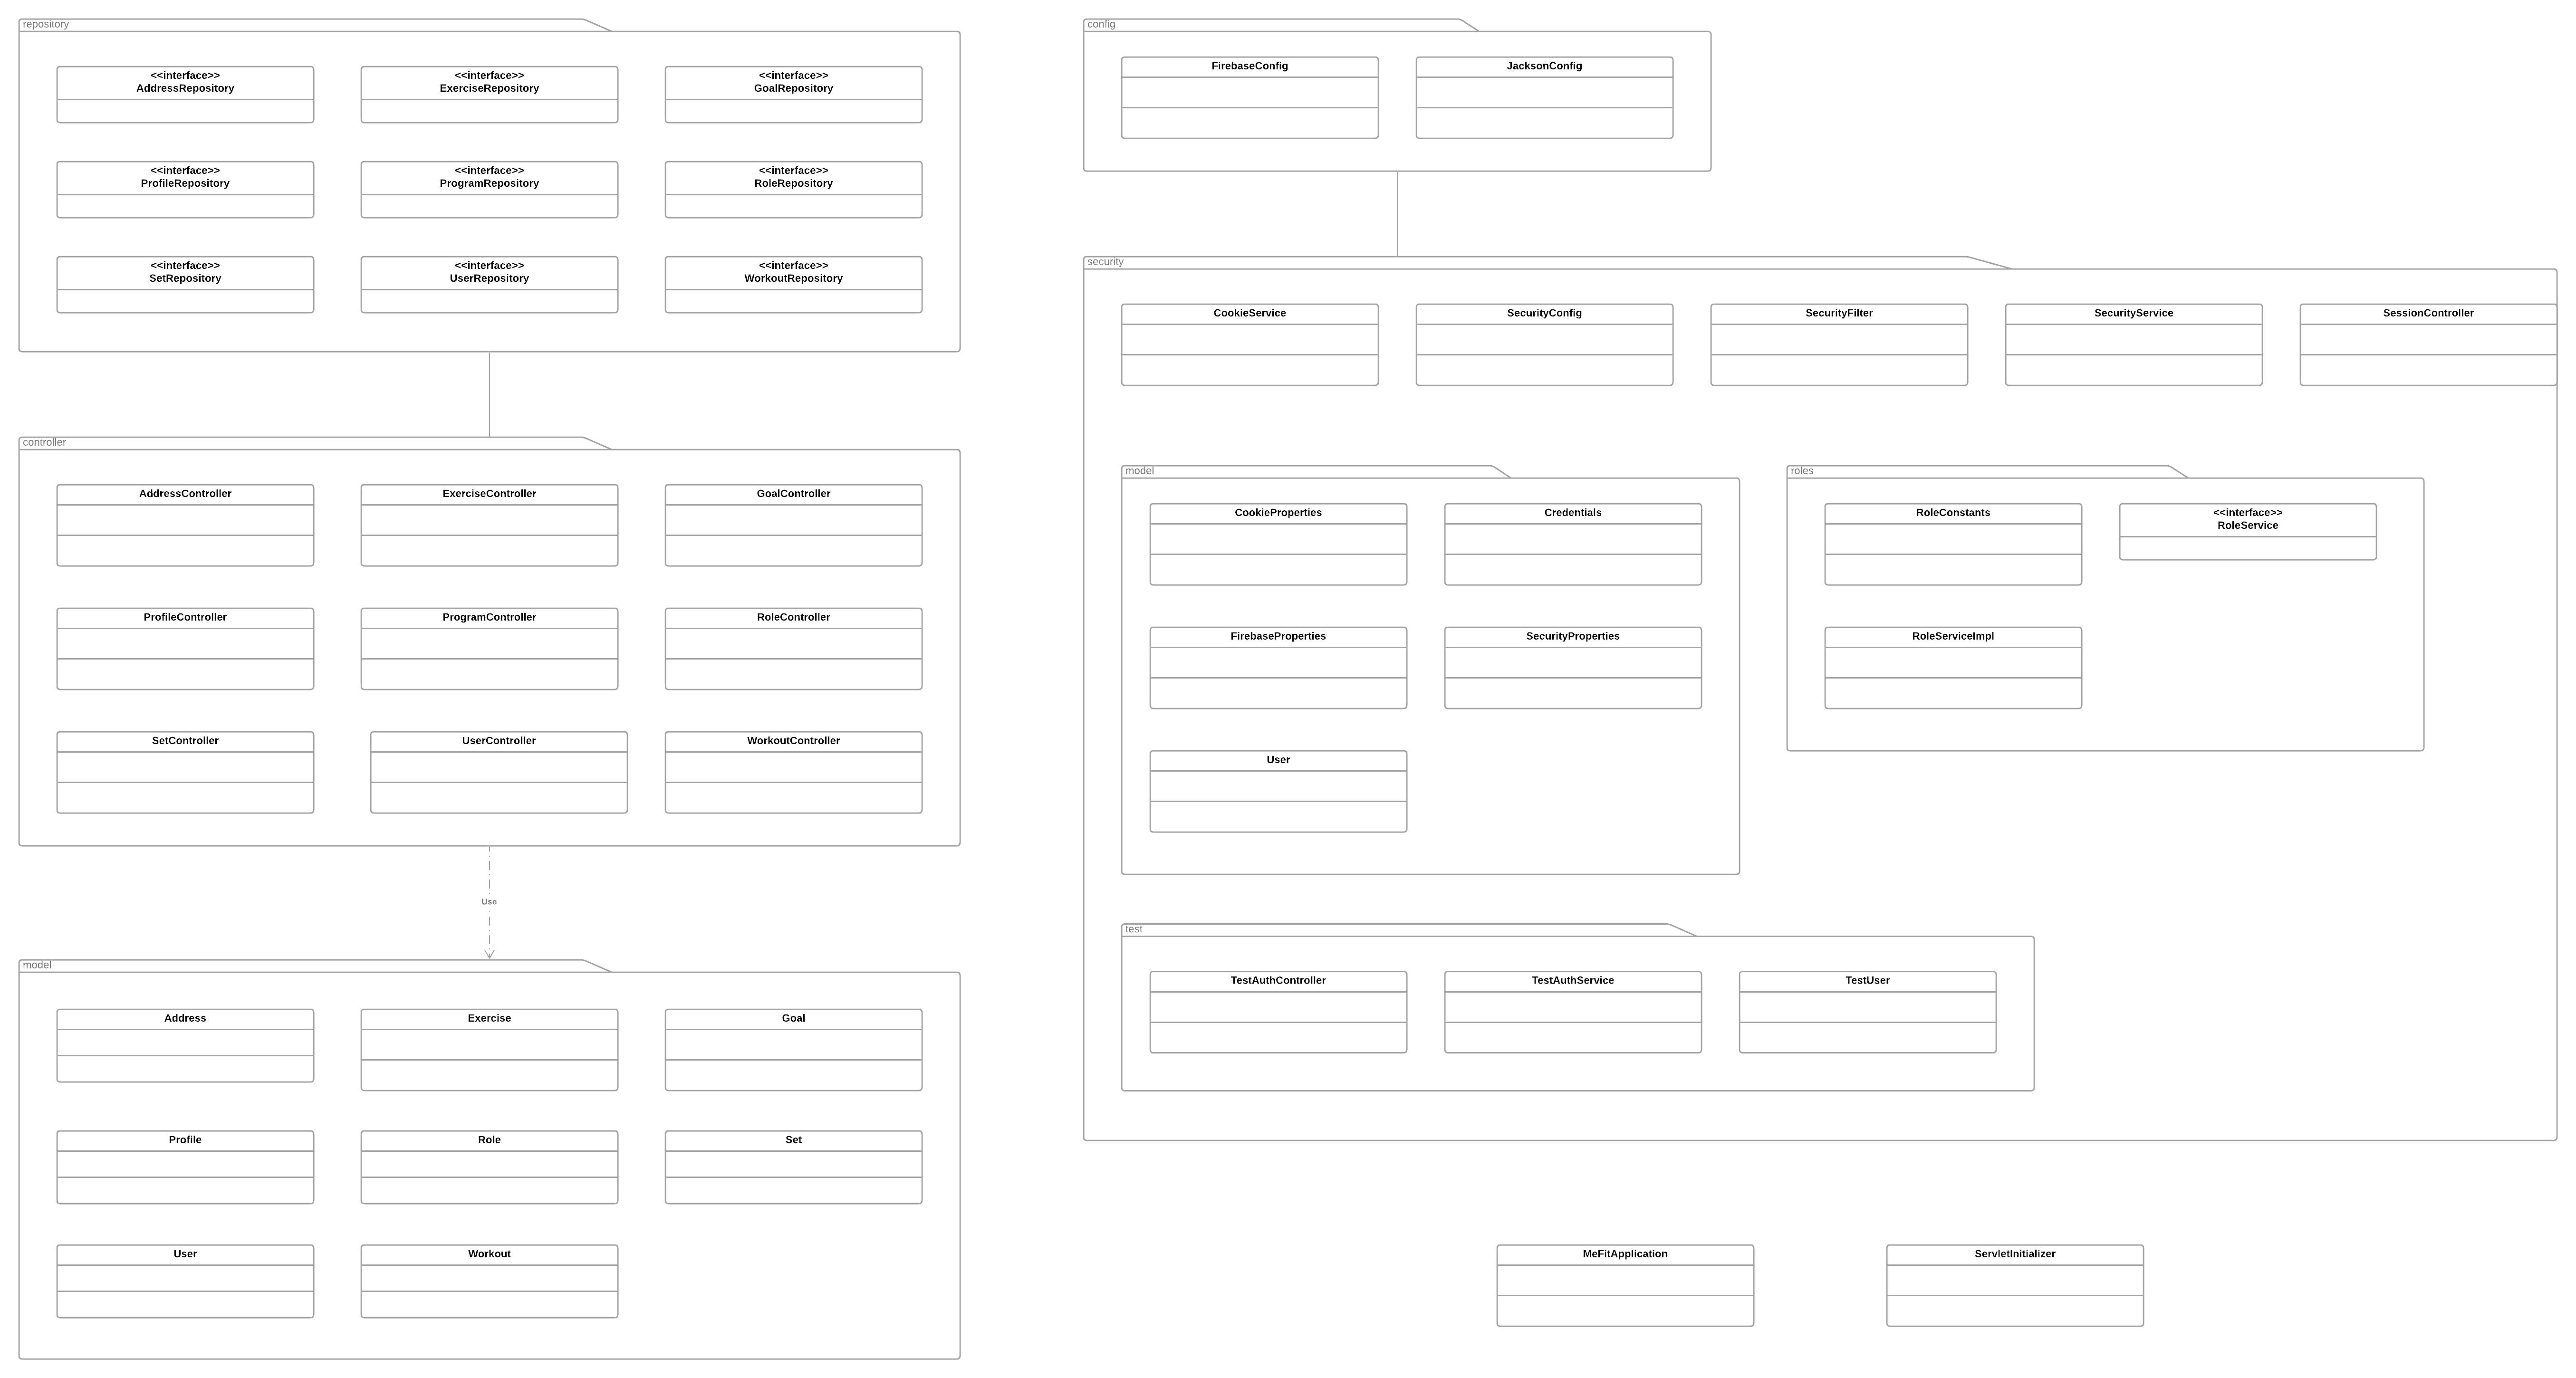 repository
<<interface>>
AddressRepository
<<interface>>
ExerciseRepository
<<interface>>
GoalRepository
<<interface>>
ProfileRepository
<<interface>>
ProgramRepository
<<interface>>
RoleRepository
<<interface>>
SetRepository
<<interface>>
UserRepository
<<interface>>
WorkoutRepository
controller
AddressController
ExerciseController
GoalController
ProfileController
ProgramController
RoleController
SetController
UserController
WorkoutController
Use
model
Address
Exercise
Goal
Profile
Role
Set
User
Workout
config
FirebaseConfig
JacksonConfig
security
CookieService
SecurityConfig
SecurityFilter
SecurityService
SessionController
model
CookieProperties
Credentials
FirebaseProperties
SecurityProperties
User
roles
RoleConstants
<<interface>>
RoleService
RoleServiceImpl
test
TestAuthController
TestAuthService
TestUser
MeFitApplication
ServletInitializer